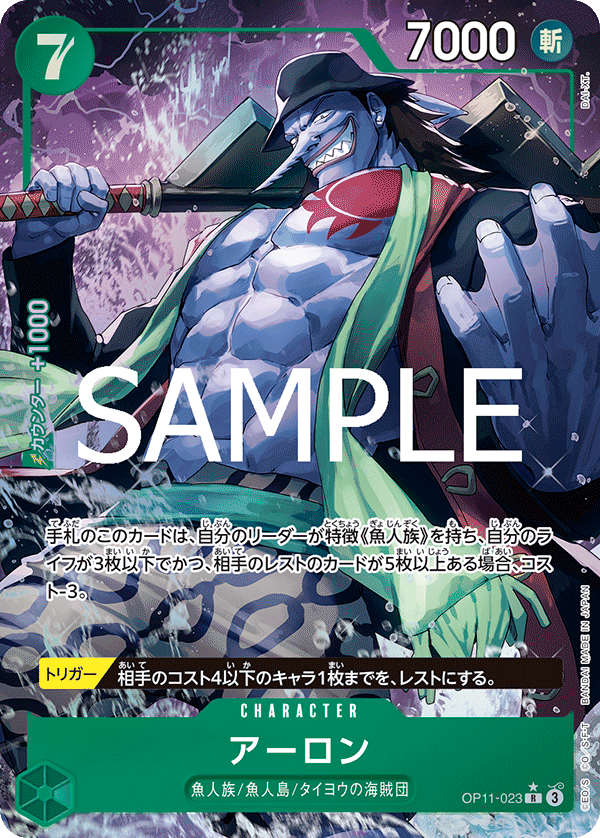 7
7000
斬
DAI-XT.
カウンター +1000
SAMPLE
手札のこのカードは、自分のリーダーが特徴《魚人族》を持ち、自分のラ
イフが3枚以下でかつ、相手のレストのカードが5枚以上ある場合、コス
ト-3。
トリガー 相手のコスト4以下のキャラ1枚までを、レストにする。
CHARACTER
アーロン
魚人族/魚人島/タイヨウの海賊団
OP11-023 R 3
©E.O/S. ©O/S・F・T BANDAI MADE IN JAPAN